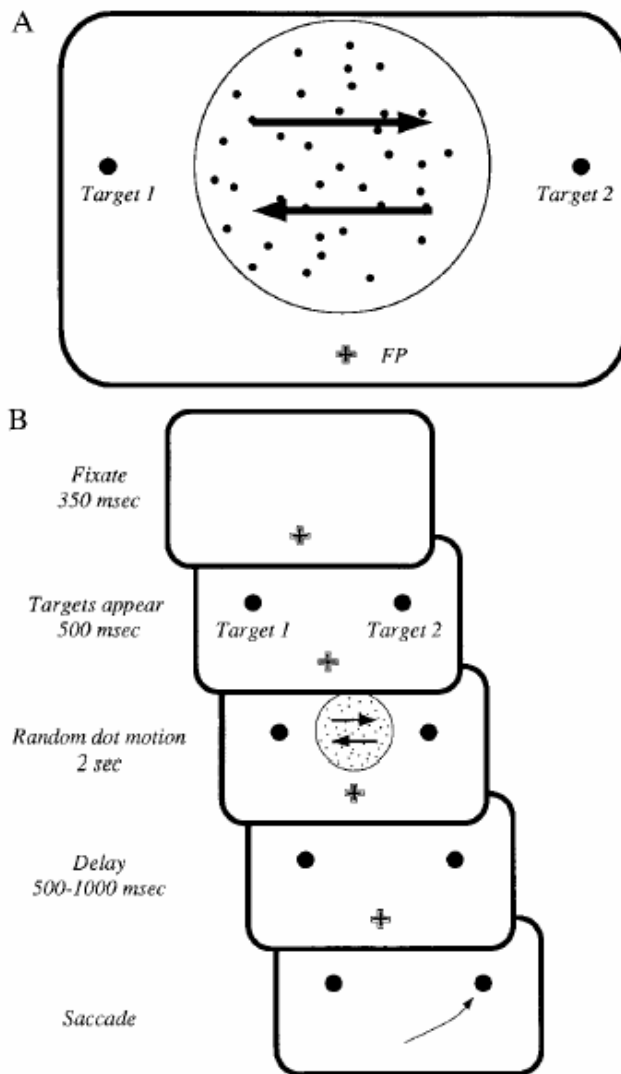 A
Target 1
Target 2
FP
B
Fixate
350 msec
Targets appear
500 msec
Target 1
Target 2
Random dot motion
2 sec
Delay
500-1000 msec
Saccade